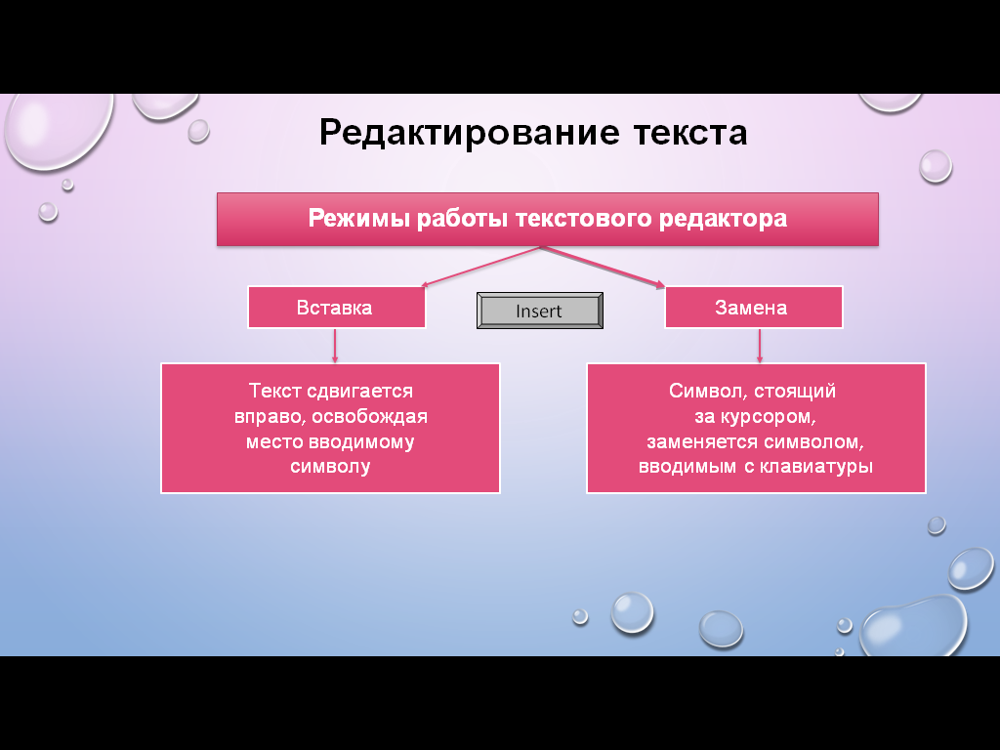 Редактирование текста
Режимы работы текстового редактора
Вставка
Insert
Замена
Текст сдвигается
вправо, освобождая
место вводимому
символу
Символ, стоящий
за курсором,
заменяется символом,
вводимым с клавиатуры